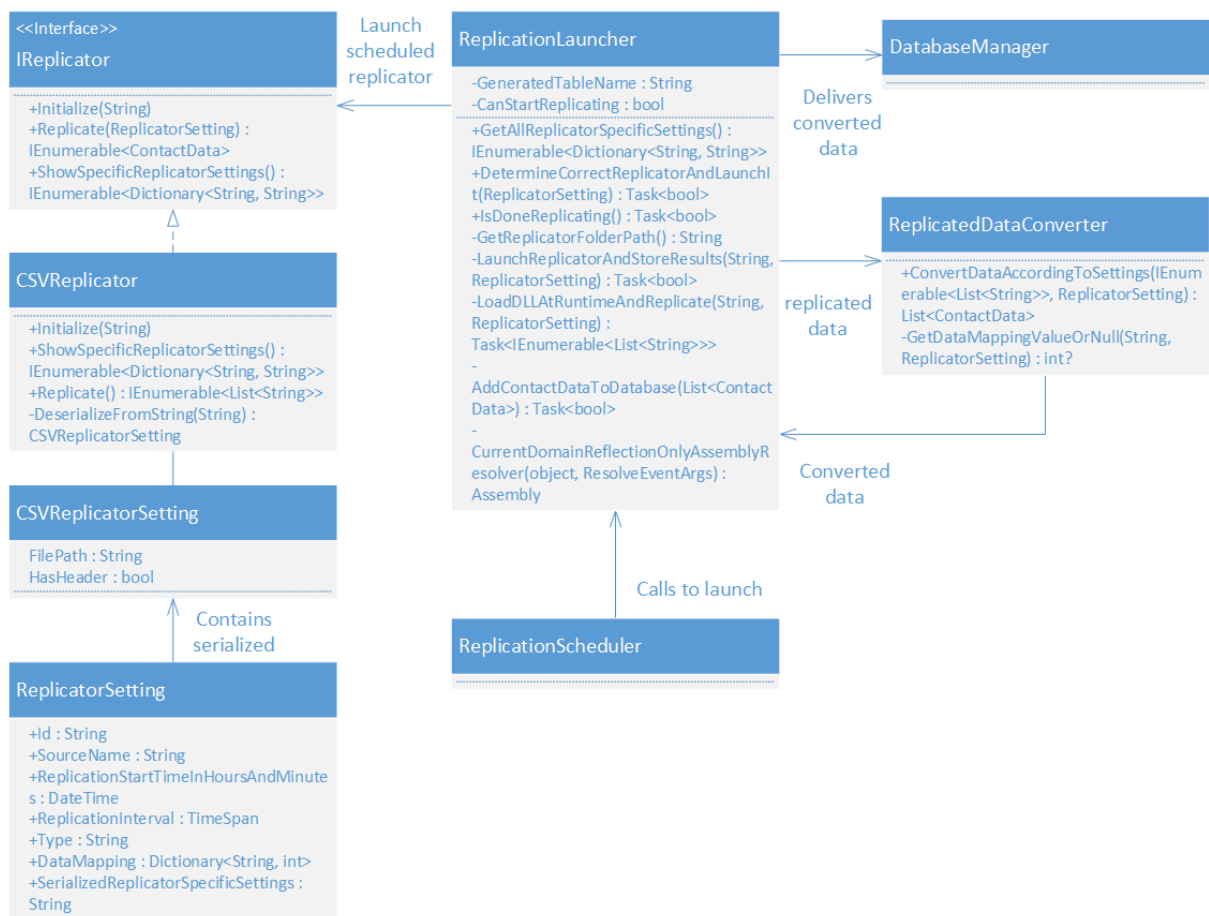 <<Interface>>
IReplicator
+Initialize(String)
+Replicate(ReplicatorSetting) :
IEnumerable<ContactData>
+ShowSpecificReplicatorSettings() :
IEnumerable<Dictionary<String, String>>
Launch
scheduled
replicator
ReplicationLauncher
-GeneratedTableName : String
-CanStartReplicating : bool
+GetAllReplicatorSpecificSettings() :
IEnumerable<Dictionary<String, String>>
+DetermineCorrectReplicatorAndLaunchI
t(ReplicatorSetting) : Task<bool>
+IsDoneReplicating() : Task<bool>
-GetReplicatorFolderPath() : String
-LaunchReplicatorAndStoreResults(String,
ReplicatorSetting) : Task<bool>
-LoadDLLAtRuntimeAndReplicate(String,
ReplicatorSetting) :
Task<IEnumerable<List<String>>>
-
AddContactDataToDatabase(List<Contact
Data>) : Task<bool>
-
CurrentDomainReflectionOnlyAssemblyR
esolver(object, ResolveEventArgs) :
Assembly
DatabaseManager
Delivers
converted
data
ReplicatedDataConverter
+ConvertDataAccordingToSettings(IEnum
erable<List<String>>, ReplicatorSetting) :
List<ContactData>
-GetDataMappingValueOrNull(String,
ReplicatorSetting) : int?
replicated
data
Converted
data
CSVReplicator
+Initialize(String)
+ShowSpecificReplicatorSettings() :
IEnumerable<Dictionary<String, String>>
+Replicate() : IEnumerable<List<String>>
-DeserializeFromString(String) :
CSVReplicatorSetting
CSVReplicatorSetting
FilePath : String
HasHeader : bool
Contains
serialized
Calls to launch
ReplicationScheduler
ReplicatorSetting
+Id : String
+SourceName : String
+ReplicationStartTimeInHoursAndMinute
s : DateTime
+ReplicationInterval : TimeSpan
+Type : String
+DataMapping : Dictionary<String, int>
+SerializedReplicatorSpecificSettings :
String